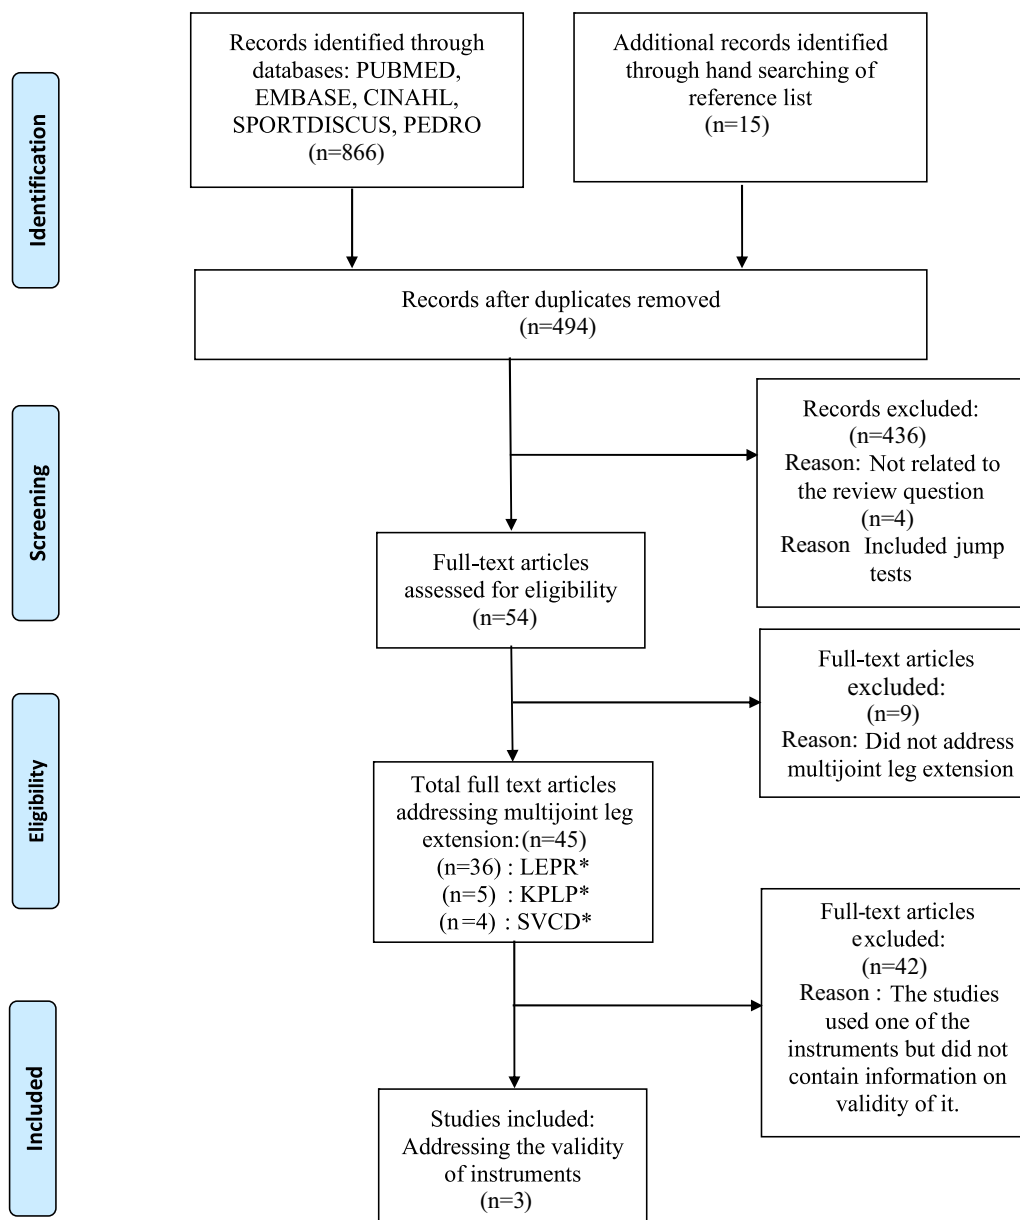 Identification
Records identified through
databases: PUBMED,
EMBASE, CINAHL,
SPORTDISCUS, PEDRO
(n=866)
Additional records identified
through hand searching of
reference list
(n=15)
Records after duplicates removed
(n=494)
Screening
Records excluded:
(n=436)
Reason: Not related to
the review question
(n=4)
Reason Included jump
tests
Full-text articles
assessed for eligibility
(n=54)
Eligibility
Full-text articles
excluded:
(n=9)
Reason: Did not address
multijoint leg extension
Total full text articles
addressing multijoint leg
extension:(n=45)
(n=36) : LEPR*
(n=5) : KPLP*
(n=4) : SVCD*
Full-text articles
excluded:
(n=42)
Reason : The studies
used one of the
instruments but did not
contain information on
validity of it.
Included
Studies included:
Addressing the validity
of instruments
(n=3)